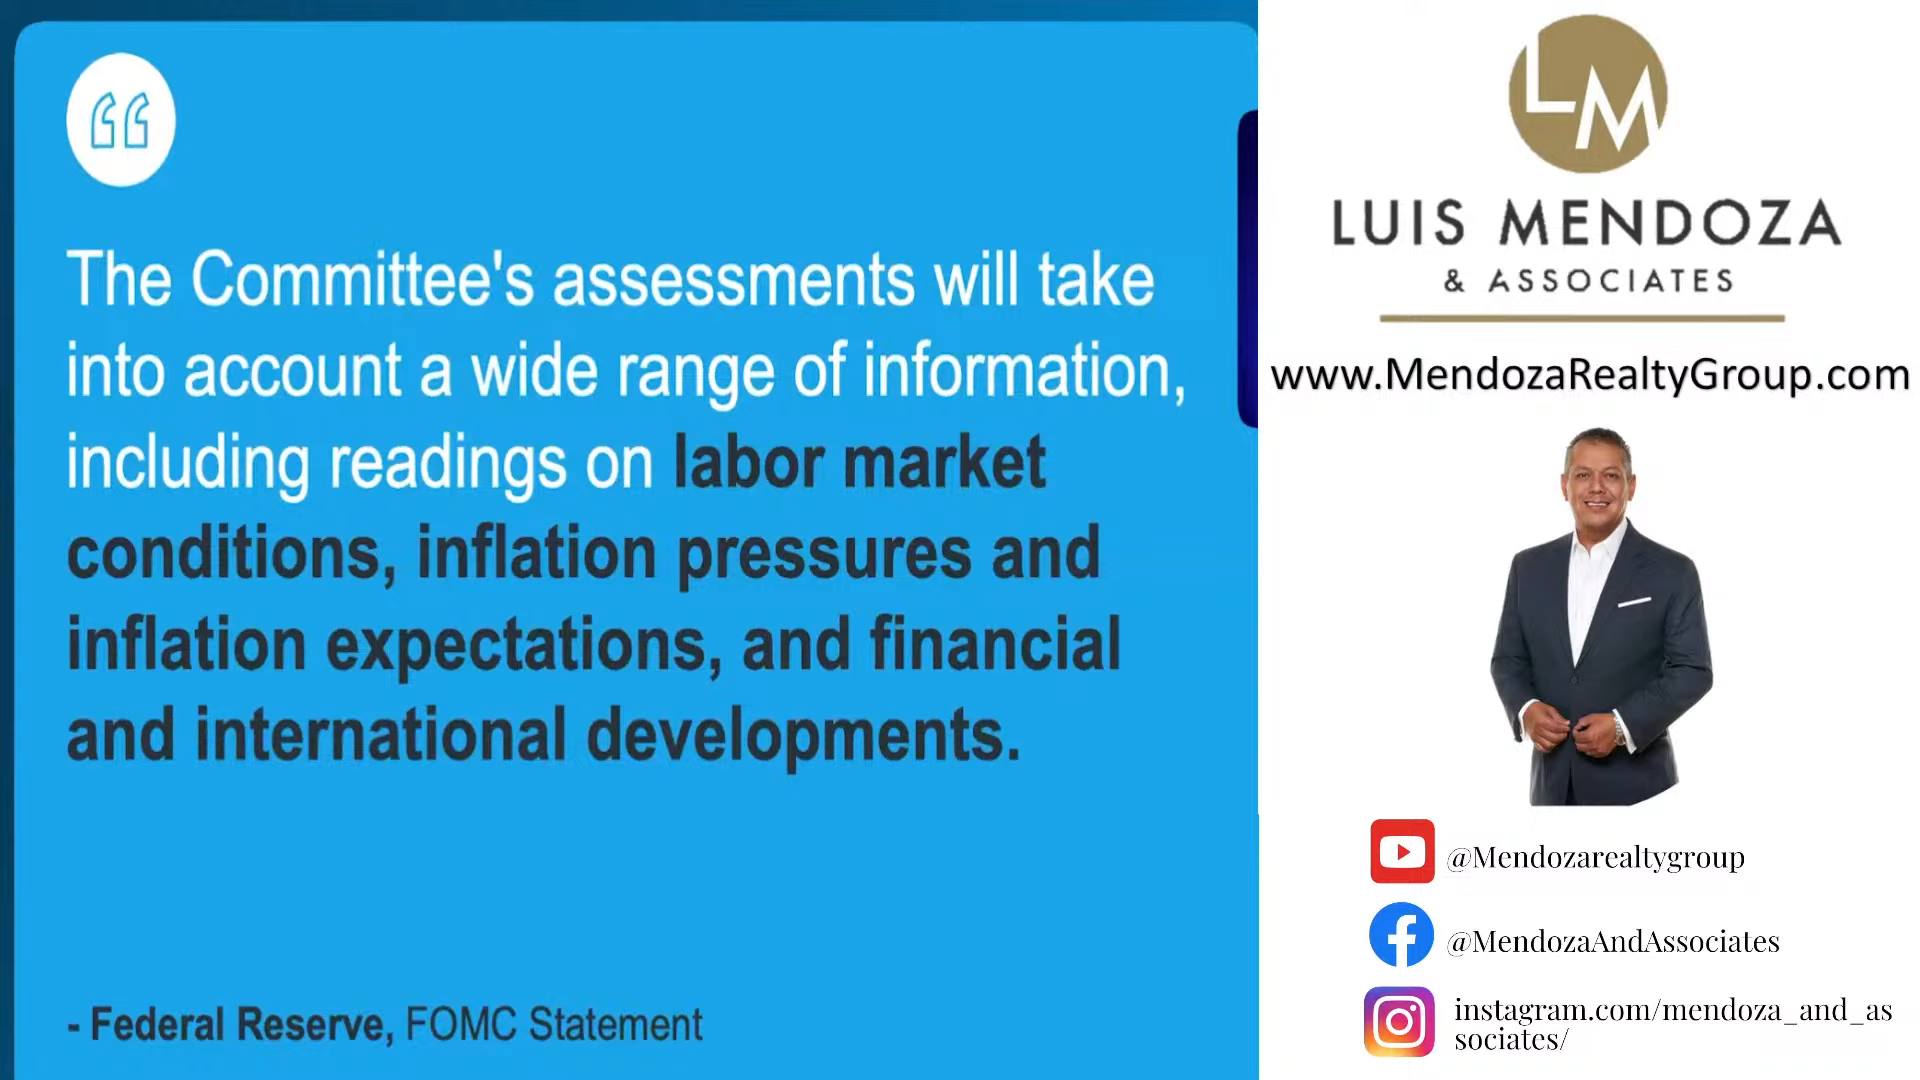 The Committee's assessments will take
into account a wide range of information,
including readings on labor market
conditions, inflation pressures and
inflation expectations, and financial
and international developments.
- Federal Reserve, FOMC Statement
LM
LUIS MENDOZA
& ASSOCIATES
www.MendozaRealtyGroup.com
@Mendozarealtygroup
@MendozaAndAssociates
instagram.com/mendoza_and_as
sociates/